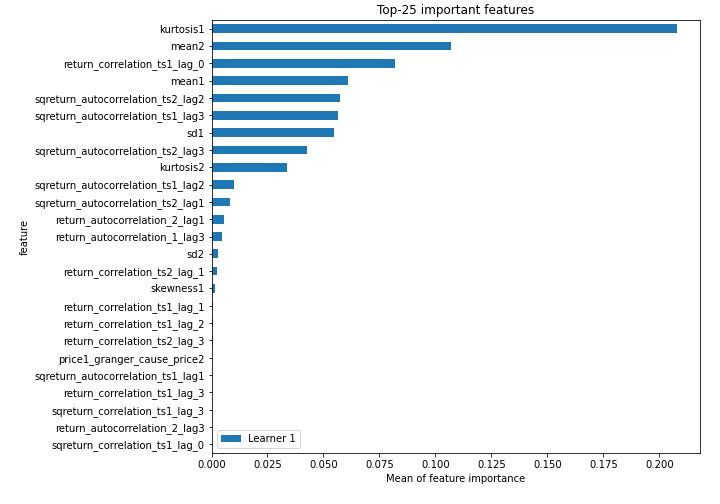 Top-25 important features
kurtosis1
mean2
return_correlation_ts1_lag_0
mean1
sqreturn_autocorrelation_ts2_lag2
sqreturn_autocorrelation_ts1_lag3
sd1
sqreturn_autocorrelation_ts2_lag3
kurtosis2
sqreturn_autocorrelation_ts1_lag2
sqreturn_autocorrelation_ts2_lag1
return_autocorrelation_2_lag1
return_autocorrelation_1_lag3
sd2
return_correlation_ts2_lag_1
skewness1
return_correlation_ts1_lag_1
return_correlation_ts1_lag_2
return_correlation_ts2_lag_3
price1_granger_cause_price2
sqreturn_autocorrelation_ts1_lag1
return_correlation_ts1_lag_3
sqreturn_correlation_ts1_lag_3
return_autocorrelation_2_lag3
sqreturn_correlation_ts1_lag_0
feature
Learner 1
0.000 0.025 0.050 0.075 0.100 0.125 0.150 0.175 0.200
Mean of feature importance